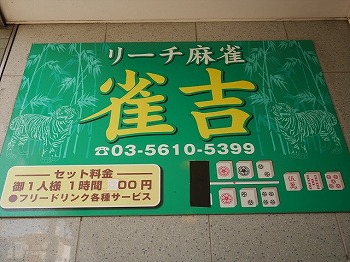 リーチ麻雀
雀吉
☎03-5610-5399
セット料金
御1人様 1時間 00円
●フリードリンク各種サービス